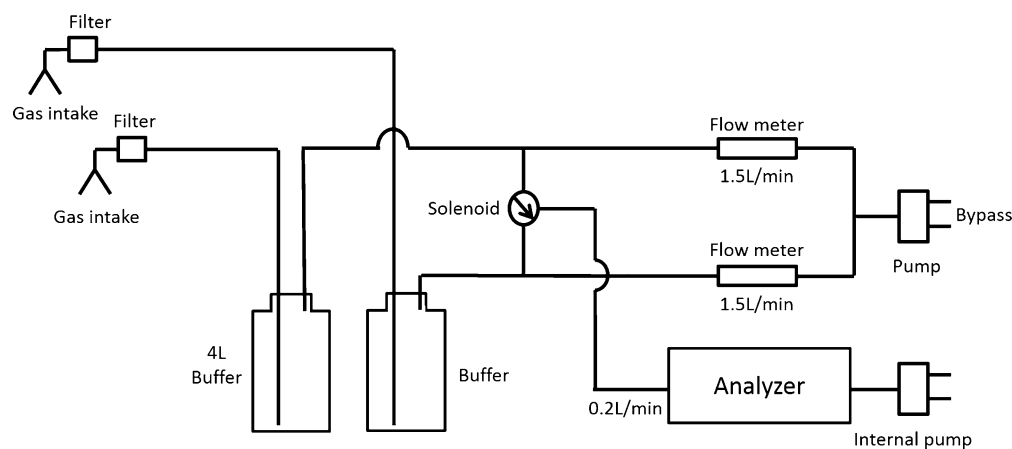 Filter
Gas intake
Filter
Gas intake
Flow meter
1.5L/min
Solenoid
Bypass
Flow meter
Pump
1.5L/min
4L
Buffer
Buffer
Analyzer
0.2L/min
Internal pump